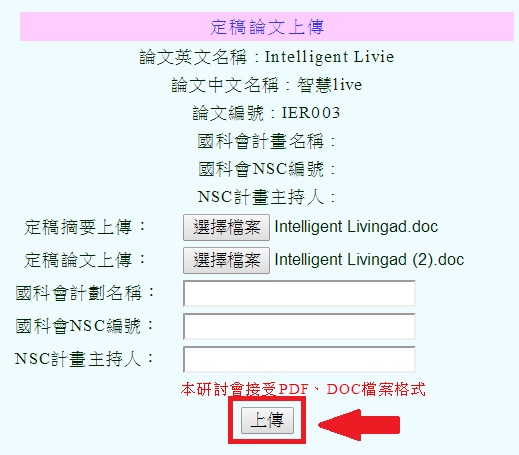 定稿論文上傳
論文英文名稱：Intelligent Livie
論文中文名稱：智慧live
論文編號：IER003
國科會計畫名稱：
國科會NSC編號：
NSC計畫主持人：
定稿摘要上傳： 選擇檔案 Intelligent Livingad.doc
定稿論文上傳： 選擇檔案 Intelligent Livingad (2).doc
國科會計劃名稱：
國科會NSC編號：
NSC計畫主持人：
本研討會接受PDF、DOC檔案格式
上傳